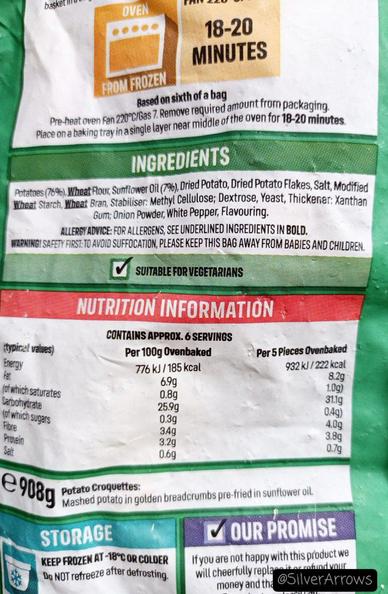 OVEN
FAN 220°
18-20
MINUTES
FROM FROZEN
Based on sixth of a bag
Pre-heat oven Fan 220°C/Gas 7. Remove required amount from packaging.
Place on a baking tray in a single layer near middle of the oven for 18-20 minutes.
INGREDIENTS
Potatoes (76%), Wheat Flour, Sunflower Oil (7%), Dried Potato, Dried Potato Flakes, Salt, Modified
Wheat Starch, Wheat Bran, Stabiliser: Methyl Cellulose; Dextrose, Yeast, Thickener: Xanthan
Gum; Onion Powder, White Pepper, Flavouring.
ALLERGY ADVICE: FOR ALLERGENS, SEE UNDERLINED INGREDIENTS IN BOLD.
WARNING! SAFETY FIRST: TO AVOID SUFFOCATION, PLEASE KEEP THIS BAG AWAY FROM BABIES AND CHILDREN.
SUITABLE FOR VEGETARIANS
NUTRITION INFORMATION
CONTAINS APPROX. 6 SERVINGS
(typical values) Per 100g Ovenbaked Per 5 Pieces Ovenbaked
Energy 776 kJ / 185 kcal 932 kJ / 222 kcal
Fat 6.9g 8.2g
(of which saturates 0.8g 1.0g)
Carbohydrate 25.9g 31.1g
(of which sugars 0.3g 0.4g)
Fibre 3.4g 4.0g
Protein 3.2g 3.8g
Salt 0.6g 0.7g
e 908g Potato Croquettes:
Mashed potato in golden breadcrumbs pre-fried in sunflower oil.
STORAGE
KEEP FROZEN AT -18°C OR COLDER
Do NOT refreeze after defrosting.
OUR PROMISE
If you are not happy with this product we
will cheerfully replace it or refund your
money and
@SilverArrows